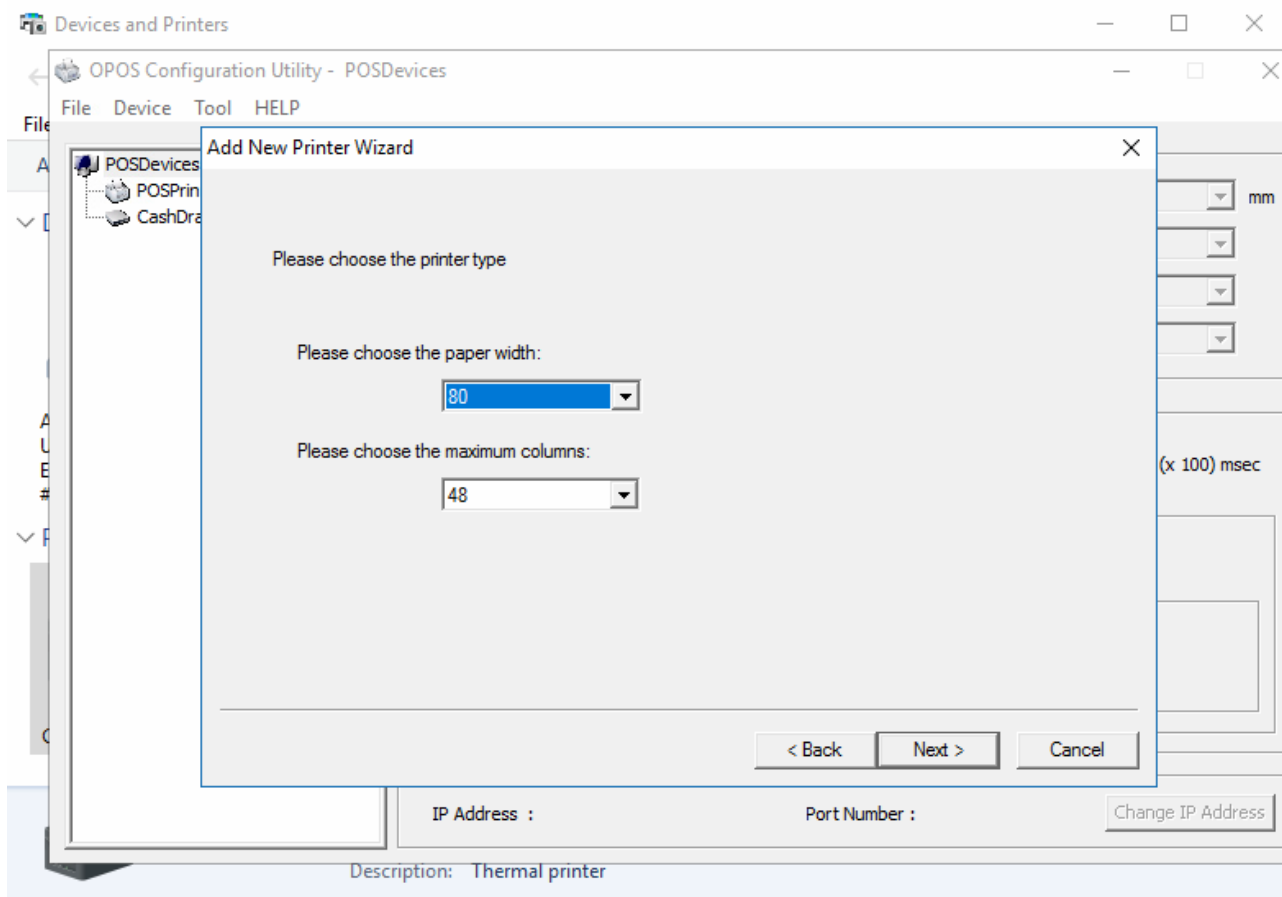 Devices and Printers
OPOS Configuration Utility - POSDevices
File Device Tool HELP
File
Add New Printer Wizard
A
POSDevices
POSPrin
CashDra
mm
Please choose the printer type
Please choose the paper width:
80
A
U
E
#
Please choose the maximum columns:
(x 100) msec
48
< Back Next > Cancel
IP Address : Port Number : Change IP Address
Description: Thermal printer